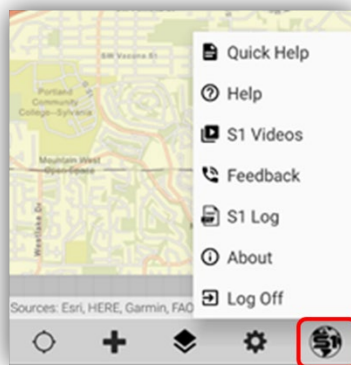 SW Vacuna St
Portland
Community
College--Sylvania
Mountain West
Open Space
Westlake Dr
Sources: Esri, HERE, Garmin, FAO
Quick Help
Help
S1 Videos
Feedback
S1 Log
About
Log Off
S1